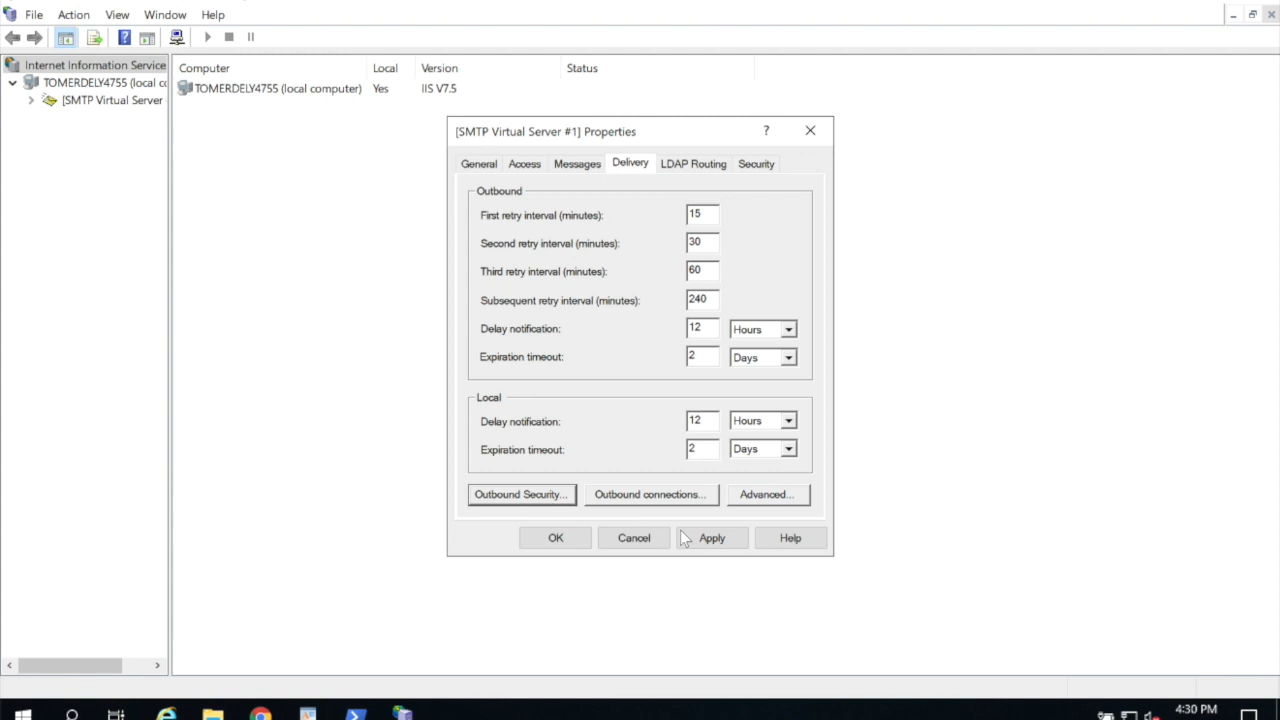 File Action View Window Help
Internet Information Service
TOMERDELY4755 (local c
[SMTP Virtual Server
Computer Local Version Status
TOMERDELY4755 (local computer) Yes IIS V7.5
[SMTP Virtual Server #1] Properties
General Access Messages Delivery LDAP Routing Security
Outbound
First retry interval (minutes): 15
Second retry interval (minutes): 30
Third retry interval (minutes): 60
Subsequent retry interval (minutes): 240
Delay notification: 12 Hours
Expiration timeout: 2 Days
Local
Delay notification: 12 Hours
Expiration timeout: 2 Days
Outbound Security... Outbound connections... Advanced...
OK Cancel Apply Help
4:30 PM